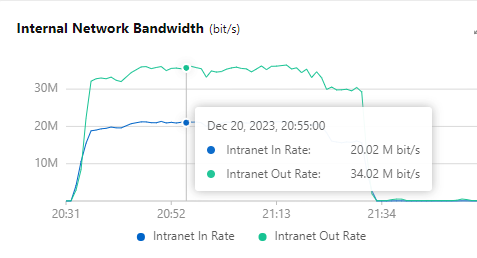 Internal Network Bandwidth (bit/s)
30M
20M
10M
Dec 20, 2023, 20:55:00
Intranet In Rate: 20.02 M bit/s
Intranet Out Rate: 34.02 M bit/s
20:31 20:52 21:13 21:34
Intranet In Rate Intranet Out Rate